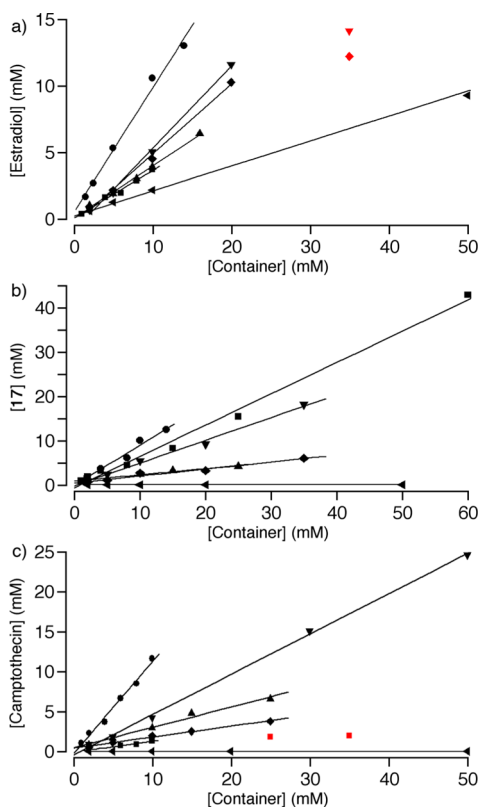 a)
[Estradiol] (mM)
15
10
5
0
0 10 20 30 40 50
[Container] (mM)
b)
[17] (mM)
40
30
20
10
0
0 10 20 30 40 50 60
[Container] (mM)
c)
[Camptothecin] (mM)
25
20
15
10
5
0
0 10 20 30 40 50
[Container] (mM)